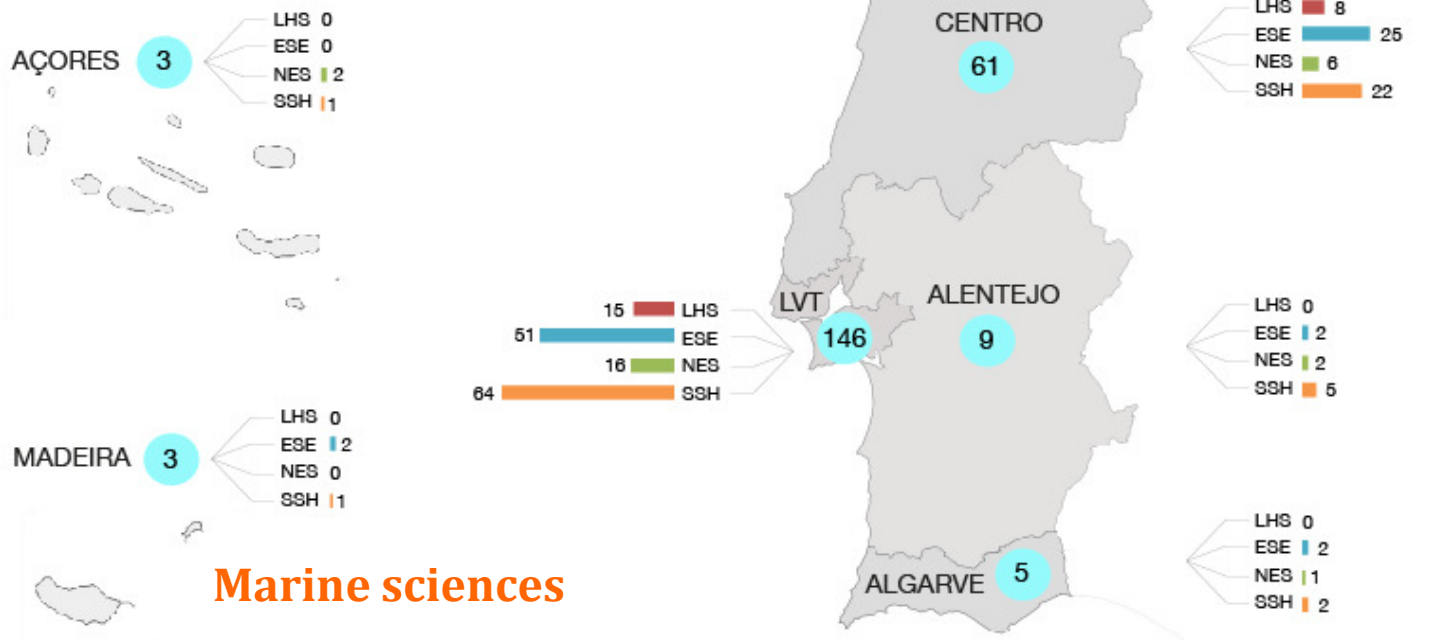 AÇORES 3
LHS 0
ESE 0
NES 2
SSH 1
CENTRO
61
LHS 8
ESE 25
NES 6
SSH 22
LVT
146
15 LHS
51 ESE
16 NES
64 SSH
ALENTEJO
9
LHS 0
ESE 2
NES 2
SSH 5
MADEIRA 3
LHS 0
ESE 2
NES 0
SSH 1
Marine sciences
ALGARVE 5
LHS 0
ESE 2
NES 1
SSH 2